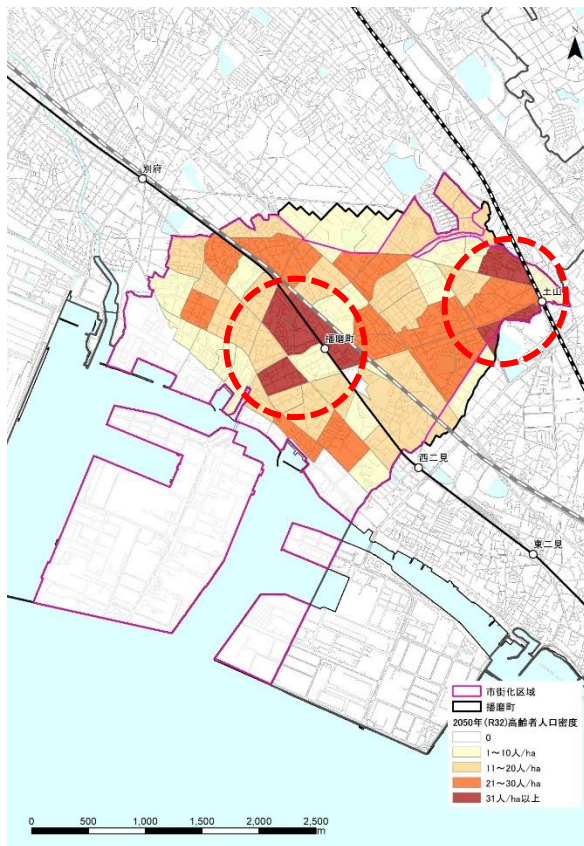 N
別府
土山
播磨町
西二見
東二見
市街化区域
播磨町
2050年(R32)高齢者人口密度
0
1～10人/ha
11～20人/ha
21～30人/ha
31人/ha以上
0 500 1,000 1,500 2,000 2,500
m